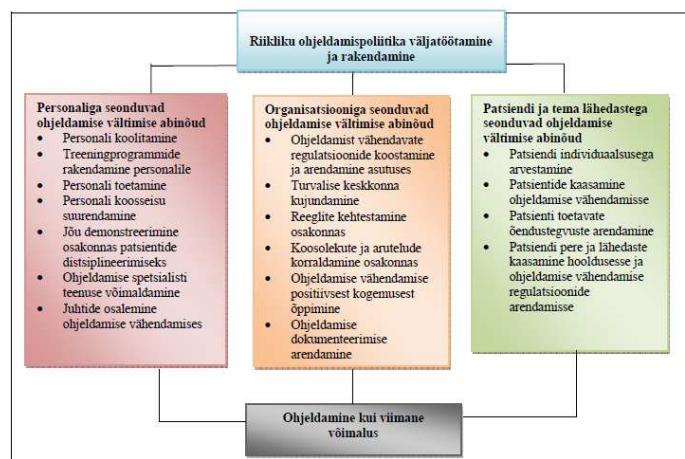 Riikliku ohjeldamispoliitika väljatöötamine
ja rakendamine
Personaliga seonduvad
ohjeldamise vältimise abinõud
• Personali koolitamine
• Treeningprogrammide
rakendamine personalile
• Personali toetamine
• Personali koosseisu
suurendamine
• Jõu demonstreerimine
osakonnas patsientide
distsiplineerimiseks
• Ohjeldamise spetsialisti
teenuse võimaldamine
• Juhtide osalemine
ohjeldamise vähendamises
Organisatsiooniga seonduvad
ohjeldamise vältimise abinõud
• Ohjeldamist vähendavate
regulatsioonide koostamine
ja arendamine asutuses
• Turvalise keskkonna
kujundamine
• Reeglite kehtestamine
osakonnas
• Koosolekute ja arutelude
korraldamine osakonnas
• Ohjeldamise vähendamise
positiivsest kogemusest
õppimine
• Ohjeldamise
dokumenteerimise
arendamine
Patsiendi ja tema lähedastega
seonduvad ohjeldamise
vältimise abinõud
• Patsiendi individuaalsusega
arvestamine
• Patsientide kaasamine
ohjeldamise vähendamisse
• Patsienti toetavate
õendustegvuste arendamine
• Patsiendi pere ja lähedaste
kaasamine hooldusesse ja
ohjeldamise vähendamise
regulatsioonide
arendamisse
Ohjeldamine kui viimane
võimalus